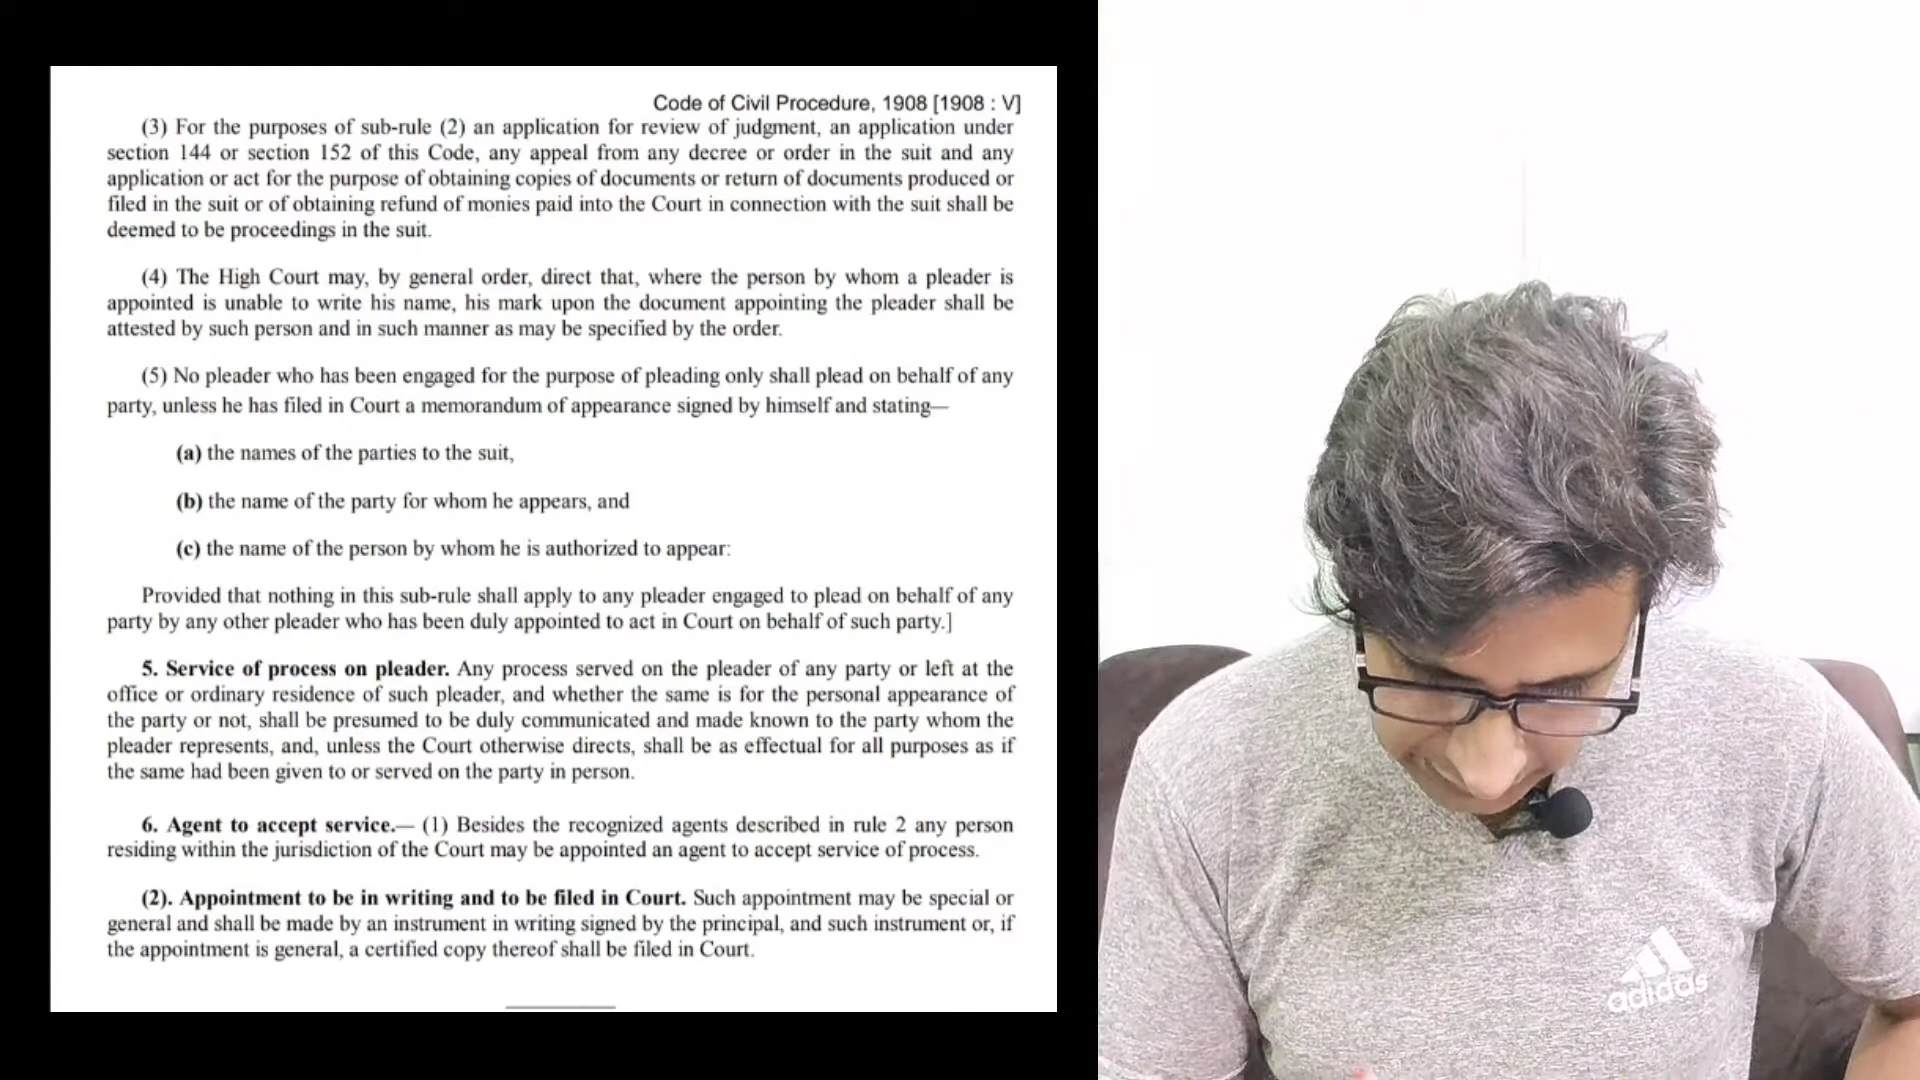 Code of Civil Procedure, 1908 [1908 : V]
(3) For the purposes of sub-rule (2) an application for review of judgment, an application under
section 144 or section 152 of this Code, any appeal from any decree or order in the suit and any
application or act for the purpose of obtaining copies of documents or return of documents produced or
filed in the suit or of obtaining refund of monies paid into the Court in connection with the suit shall be
deemed to be proceedings in the suit.
(4) The High Court may, by general order, direct that, where the person by whom a pleader is
appointed is unable to write his name, his mark upon the document appointing the pleader shall be
attested by such person and in such manner as may be specified by the order.
(5) No pleader who has been engaged for the purpose of pleading only shall plead on behalf of any
party, unless he has filed in Court a memorandum of appearance signed by himself and stating—
(a) the names of the parties to the suit,
(b) the name of the party for whom he appears, and
(c) the name of the person by whom he is authorized to appear:
Provided that nothing in this sub-rule shall apply to any pleader engaged to plead on behalf of any
party by any other pleader who has been duly appointed to act in Court on behalf of such party.]
5. Service of process on pleader. Any process served on the pleader of any party or left at the
office or ordinary residence of such pleader, and whether the same is for the personal appearance of
the party or not, shall be presumed to be duly communicated and made known to the party whom the
pleader represents, and, unless the Court otherwise directs, shall be as effectual for all purposes as if
the same had been given to or served on the party in person.
6. Agent to accept service.— (1) Besides the recognized agents described in rule 2 any person
residing within the jurisdiction of the Court may be appointed an agent to accept service of process.
(2). Appointment to be in writing and to be filed in Court. Such appointment may be special or
general and shall be made by an instrument in writing signed by the principal, and such instrument or, if
the appointment is general, a certified copy thereof shall be filed in Court.
adidas